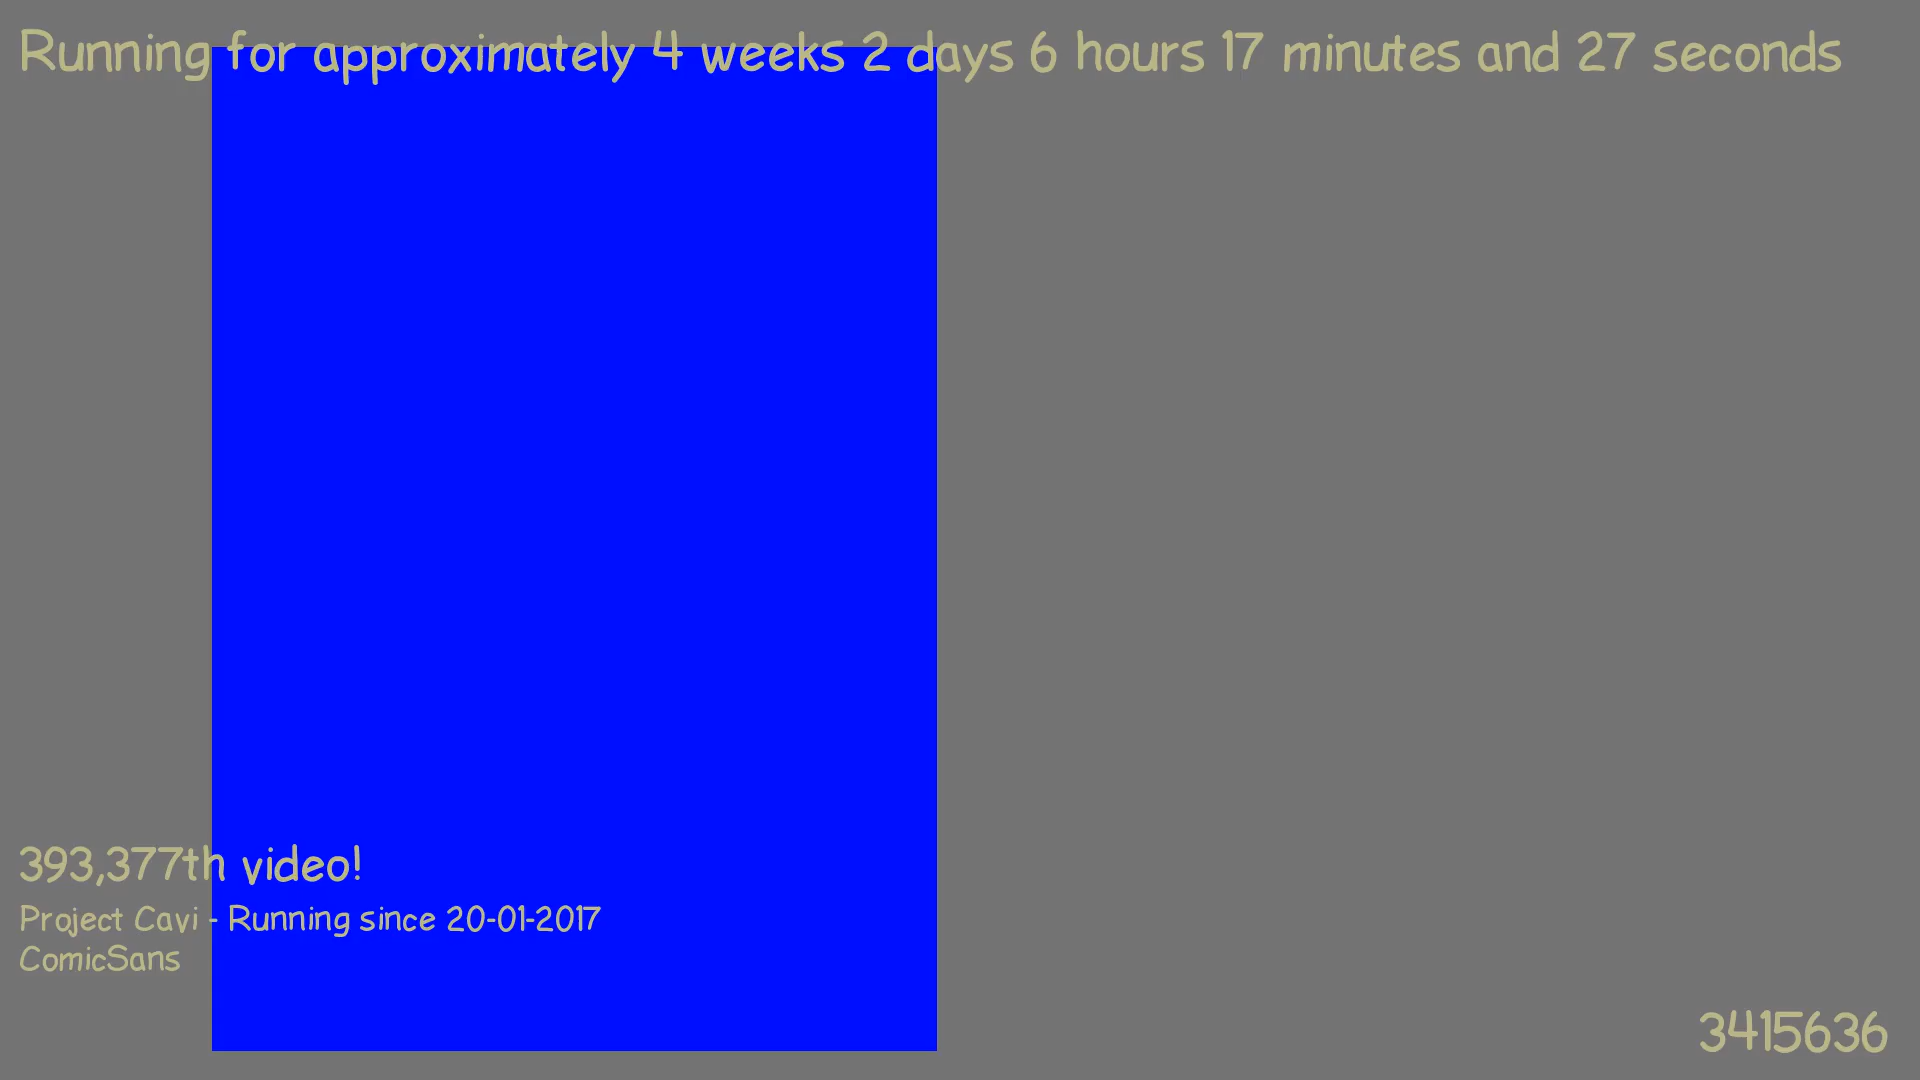 Running for approximately 4 weeks 2 days 6 hours 17 minutes and 27 seconds
393,377th video!
Project Cavi - Running since 20-01-2017
ComicSans
3415636